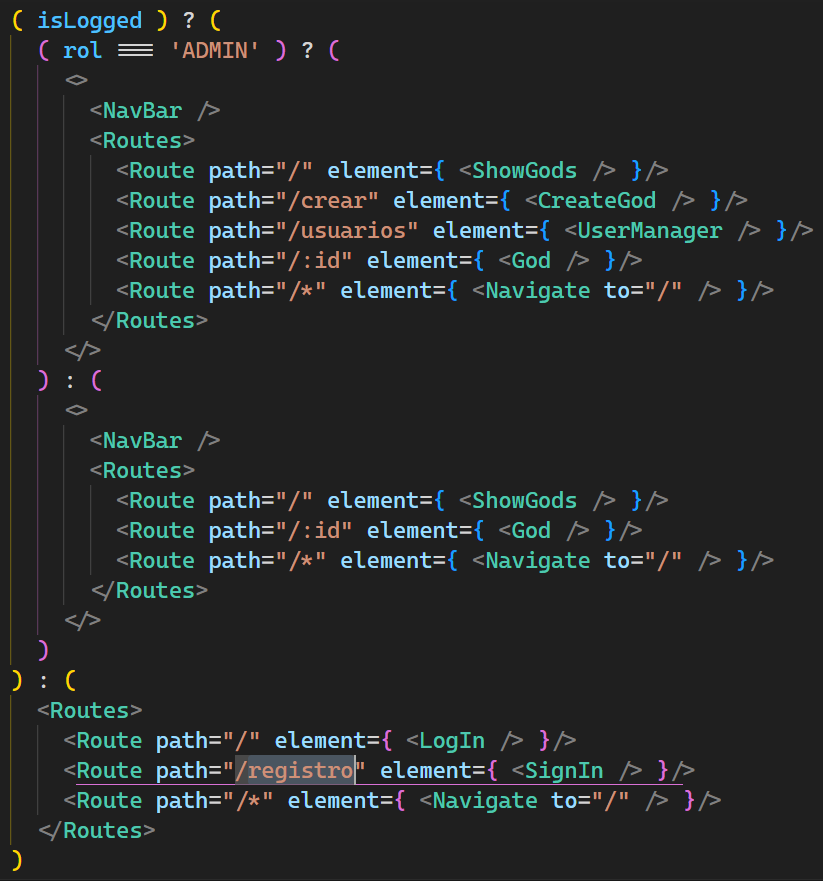 ( isLogged ) ? (
( rol === 'ADMIN' ) ? (
<>
<NavBar />
<Routes>
<Route path="/" element={ <ShowGods /> }/>
<Route path="/crear" element={ <CreateGod /> }/>
<Route path="/usuarios" element={ <UserManager /> }/>
<Route path="/:id" element={ <God /> }/>
<Route path="/*" element={ <Navigate to="/" /> }/>
</Routes>
</>
) : (
<>
<NavBar />
<Routes>
<Route path="/" element={ <ShowGods /> }/>
<Route path="/:id" element={ <God /> }/>
<Route path="/*" element={ <Navigate to="/" /> }/>
</Routes>
</>
)
) : (
<Routes>
<Route path="/" element={ <LogIn /> }/>
<Route path="/registro" element={ <SignIn /> }/>
<Route path="/*" element={ <Navigate to="/" /> }/>
</Routes>
)